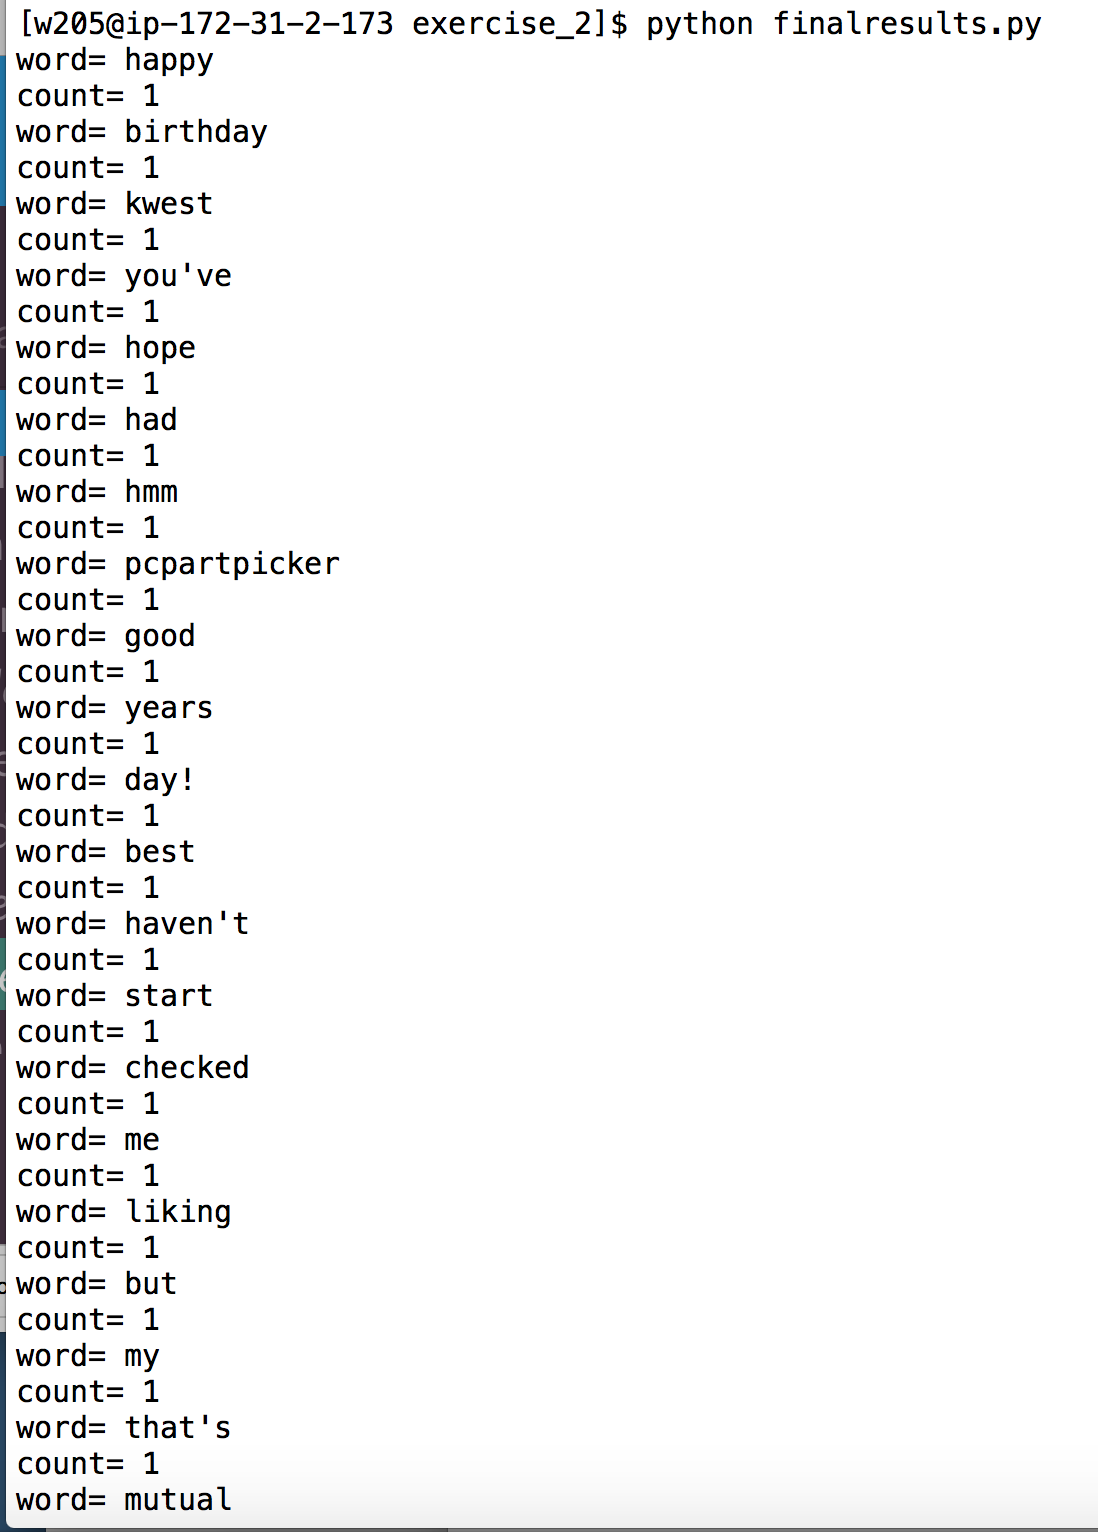 [w205@ip-172-31-2-173 exercise_2]$ python finalresults.py
word= happy
count= 1
word= birthday
count= 1
word= kwest
count= 1
word= you've
count= 1
word= hope
count= 1
word= had
count= 1
word= hmm
count= 1
word= pcpartpicker
count= 1
word= good
count= 1
word= years
count= 1
word= day!
count= 1
word= best
count= 1
word= haven't
count= 1
word= start
count= 1
word= checked
count= 1
word= me
count= 1
word= liking
count= 1
word= but
count= 1
word= my
count= 1
word= that's
count= 1
word= mutual